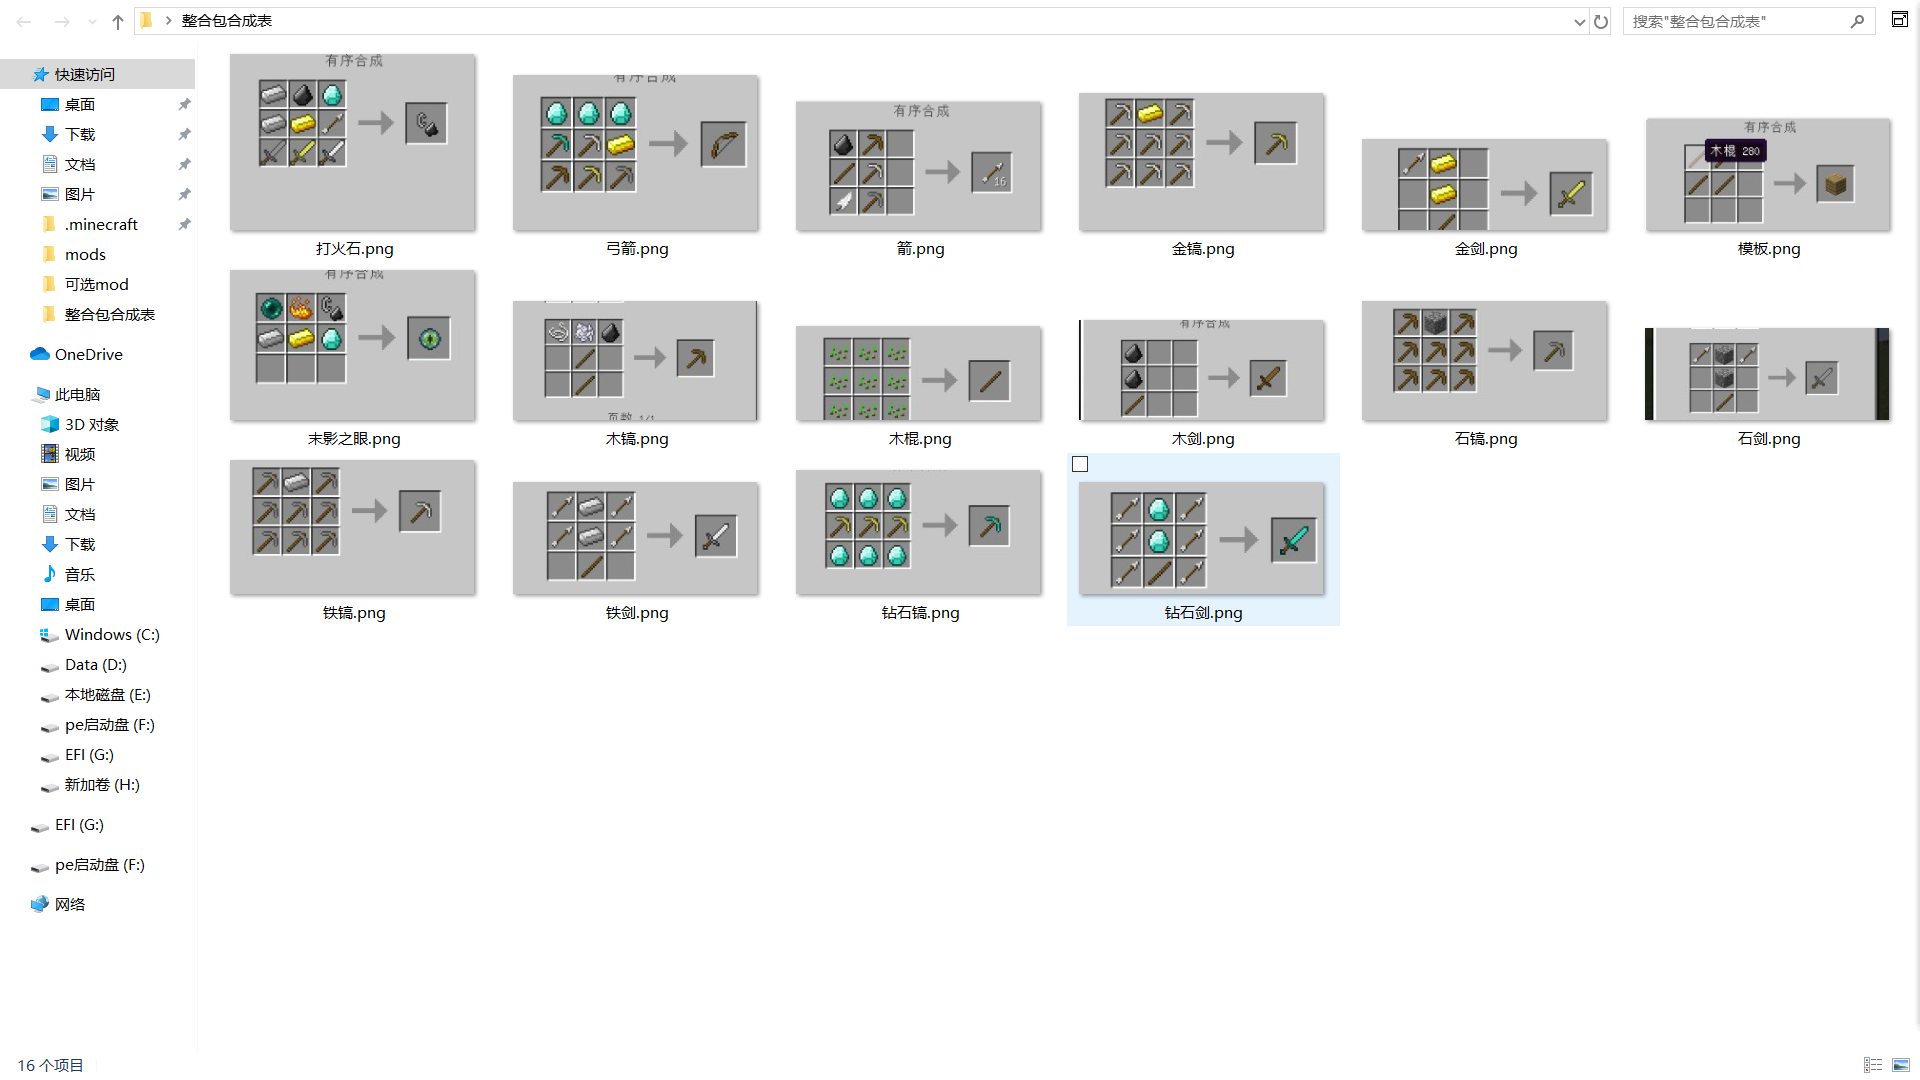 整合包合成表
搜索"整合包合成表"
快速访问
桌面
下载
文档
图片
.minecraft
mods
可选mod
整合包合成表
OneDrive
此电脑
3D 对象
视频
图片
文档
下载
音乐
桌面
Windows (C:)
Data (D:)
本地磁盘 (E:)
pe启动盘 (F:)
EFI (G:)
新加卷 (H:)
EFI (G:)
pe启动盘 (F:)
网络
有序合成
打火石.png
有序合成
弓箭.png
有序合成
16
箭.png
金镐.png
金剑.png
有序合成
木棍 280
模板.png
有序合成
末影之眼.png
页数 1/1
木镐.png
木棍.png
有序合成
木剑.png
石镐.png
石剑.png
铁镐.png
铁剑.png
钻石镐.png
钻石剑.png
16 个项目